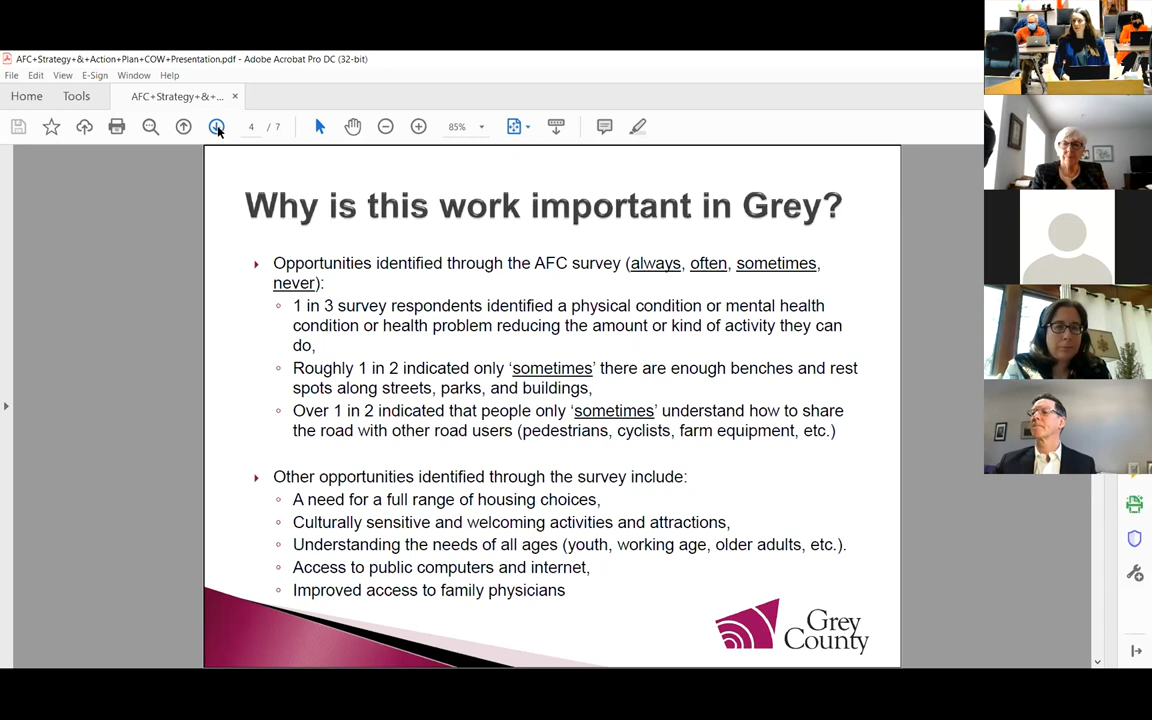 AFC+Strategy+&+Action+Plan+COW+Presentation.pdf - Adobe Acrobat Pro DC (32-bit)
File Edit View E-Sign Window Help
Home Tools AFC+Strategy+&+... ×
4 / 7 85%
Why is this work important in Grey?
Opportunities identified through the AFC survey (always, often, sometimes,
never):
1 in 3 survey respondents identified a physical condition or mental health
condition or health problem reducing the amount or kind of activity they can
do,
Roughly 1 in 2 indicated only ‘sometimes’ there are enough benches and rest
spots along streets, parks, and buildings,
Over 1 in 2 indicated that people only ‘sometimes’ understand how to share
the road with other road users (pedestrians, cyclists, farm equipment, etc.)
Other opportunities identified through the survey include:
A need for a full range of housing choices,
Culturally sensitive and welcoming activities and attractions,
Understanding the needs of all ages (youth, working age, older adults, etc.).
Access to public computers and internet,
Improved access to family physicians
Grey
County